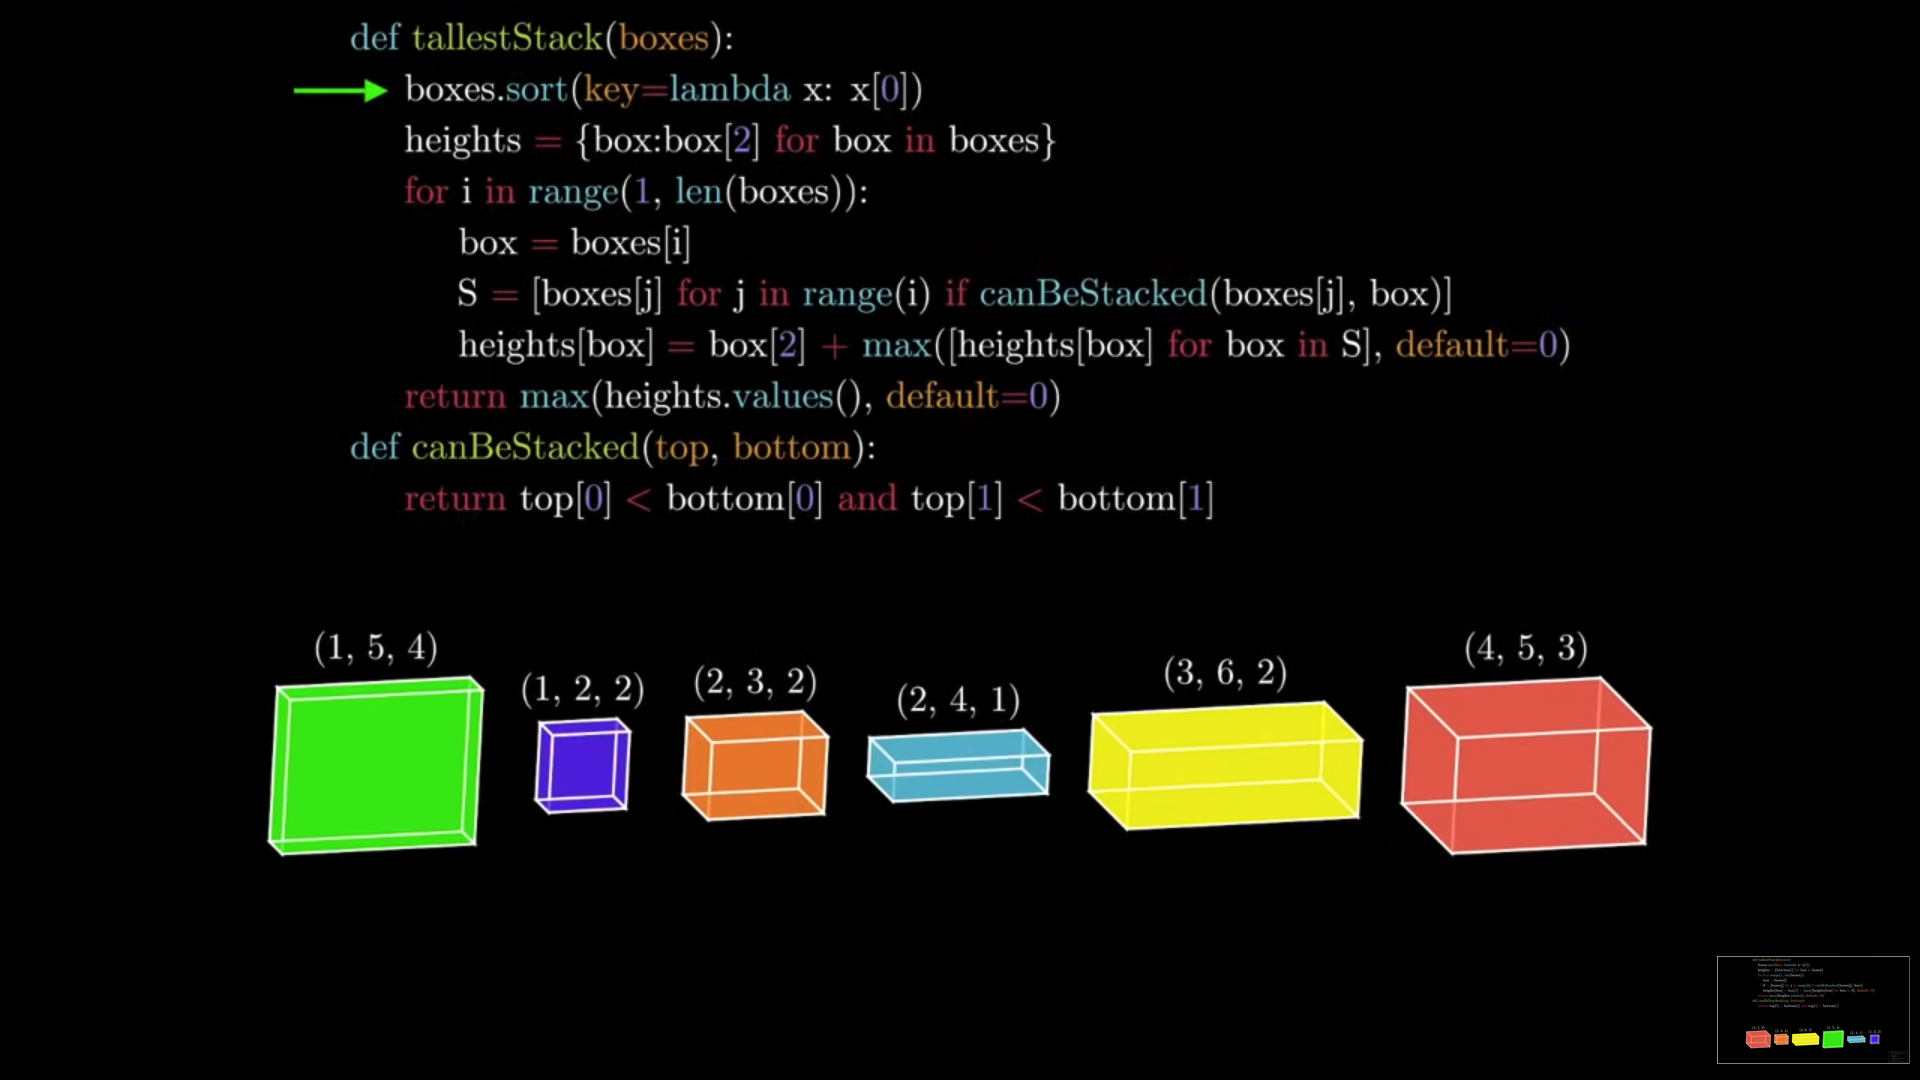 def tallestStack(boxes):
boxes.sort(key=lambda x: x[0])
heights = {box:box[2] for box in boxes}
for i in range(1, len(boxes)):
box = boxes[i]
S = [boxes[j] for j in range(i) if canBeStacked(boxes[j], box)]
heights[box] = box[2] + max([heights[box] for box in S], default=0)
return max(heights.values(), default=0)
def canBeStacked(top, bottom):
return top[0] < bottom[0] and top[1] < bottom[1]
(1, 5, 4)
(1, 2, 2)
(2, 3, 2)
(2, 4, 1)
(3, 6, 2)
(4, 5, 3)